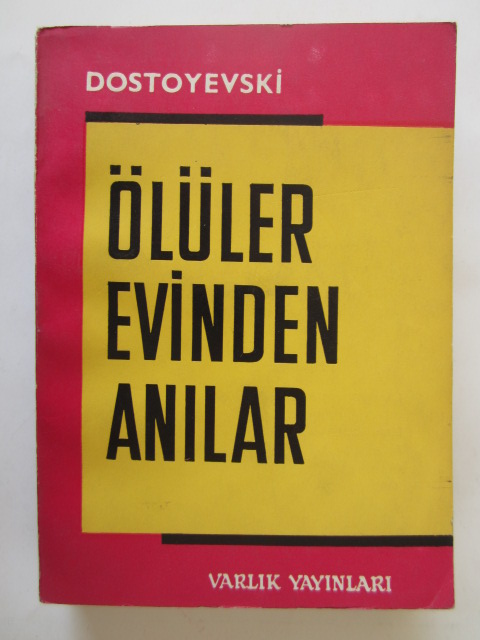 DOSTOYEVSKİ
ÖLÜLER
EVİNDEN
ANILAR
VARLIK YAYINLARI